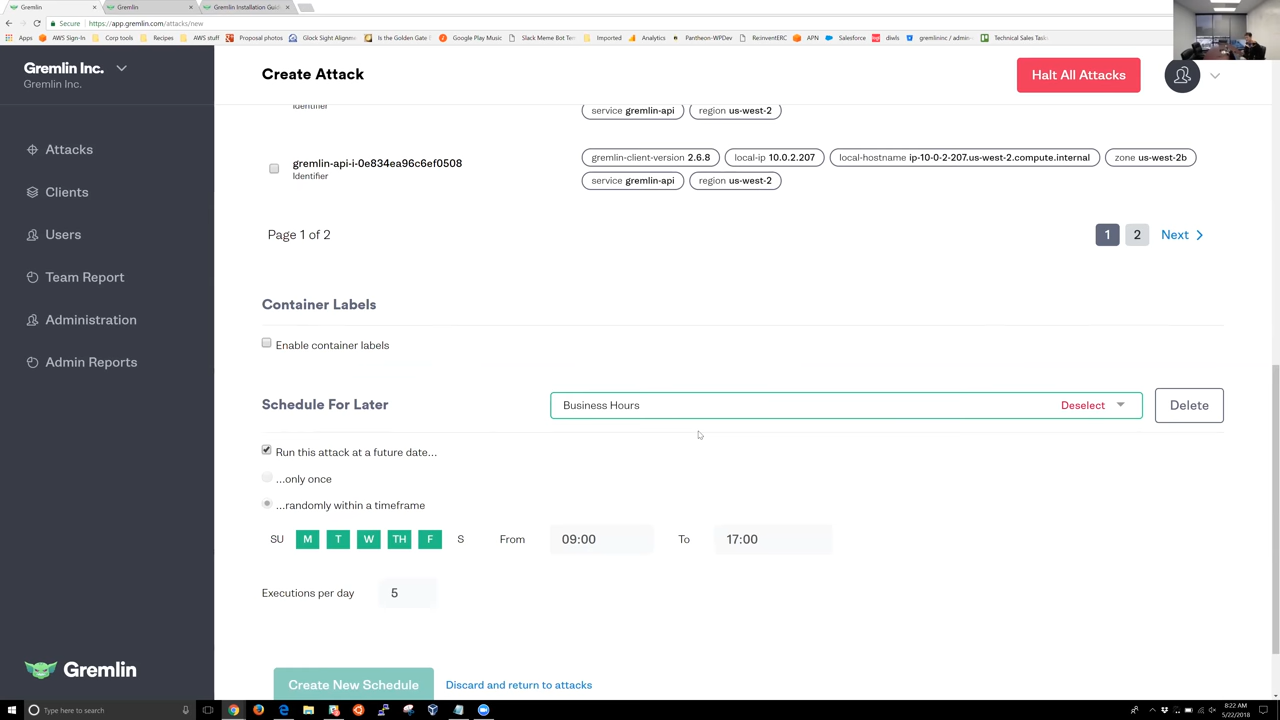 Gremlin
Gremlin
Gremlin Installation Guid
Secure
https://app.gremlin.com/attacks/new
Apps
AWS Sign-In
Corp tools
Recipes
AWS stuff
Proposal photos
Glock Sight Alignme
Is the Golden Gate
Google Play Music
Slack Meme Bot Ter
Imported
Analytics
Pantheon-WPDev
ReinventERC
APN
Salesforce
diwls
gremlininc / admin
Technical Sales Task
Gremlin Inc.
Gremlin Inc.
Create Attack
Halt All Attacks
Attacks
Clients
Users
Team Report
Administration
Admin Reports
Gremlin
Identifier
service gremlin-api
region us-west-2
gremlin-api-i-0e834ea96c6ef0508
Identifier
gremlin-client-version 2.6.8
local-ip 10.0.2.207
local-hostname ip-10-0-2-207.us-west-2.compute.internal
zone us-west-2b
service gremlin-api
region us-west-2
Page 1 of 2
1
2
Next
Container Labels
Enable container labels
Schedule For Later
Business Hours
Deselect
Delete
Run this attack at a future date...
...only once
...randomly within a timeframe
SU M T W TH F S
From
09:00
To
17:00
Executions per day
5
Create New Schedule
Discard and return to attacks
Type here to search
8:22 AM
5/22/2018